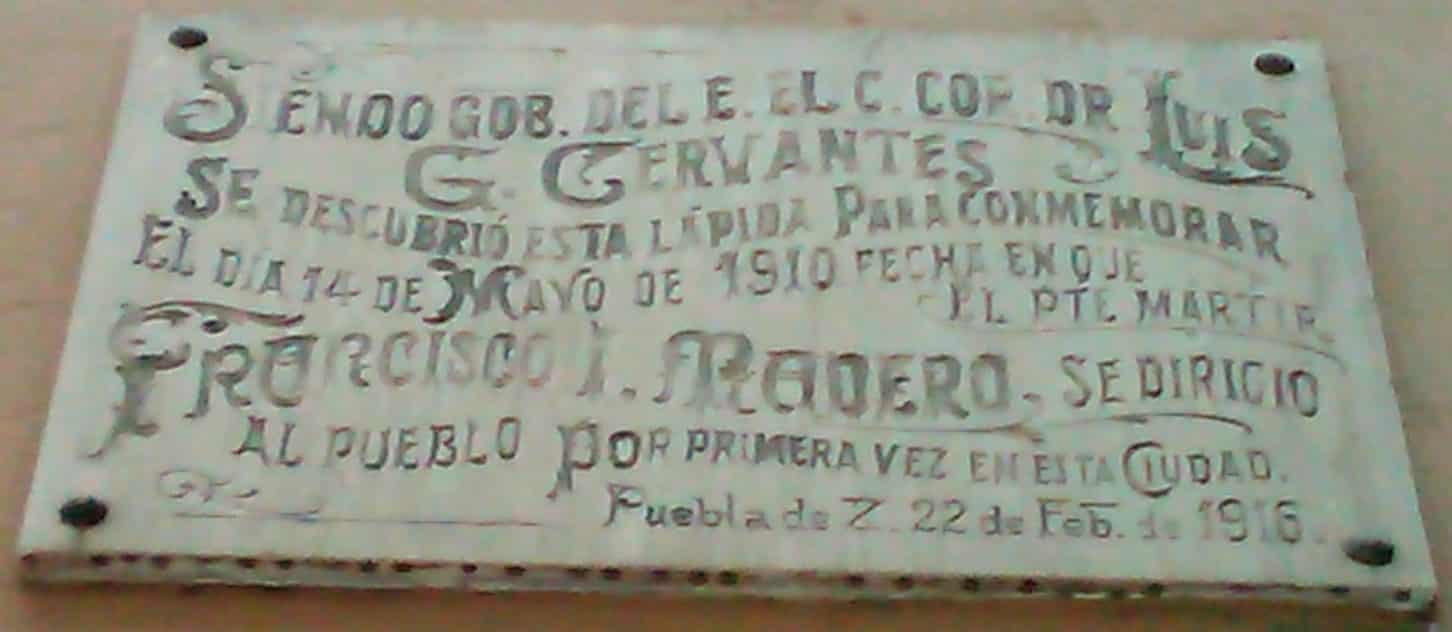 SIENDO GOB. DEL E. EL C. COR. DR LUIS
G. CERVANTES
SE DESCUBRIÓ ESTA LÁPIDA PARA CONMEMORAR
EL DIA 14 DE MAYO DE 1910 FECHA EN QUE
EL PTE MARTIR
FRANCISCO I. MADERO. SE DIRIGIO
AL PUEBLO POR PRIMERA VEZ EN ESTA CIUDAD.
Puebla de Z. 22 de Feb. de 1916.